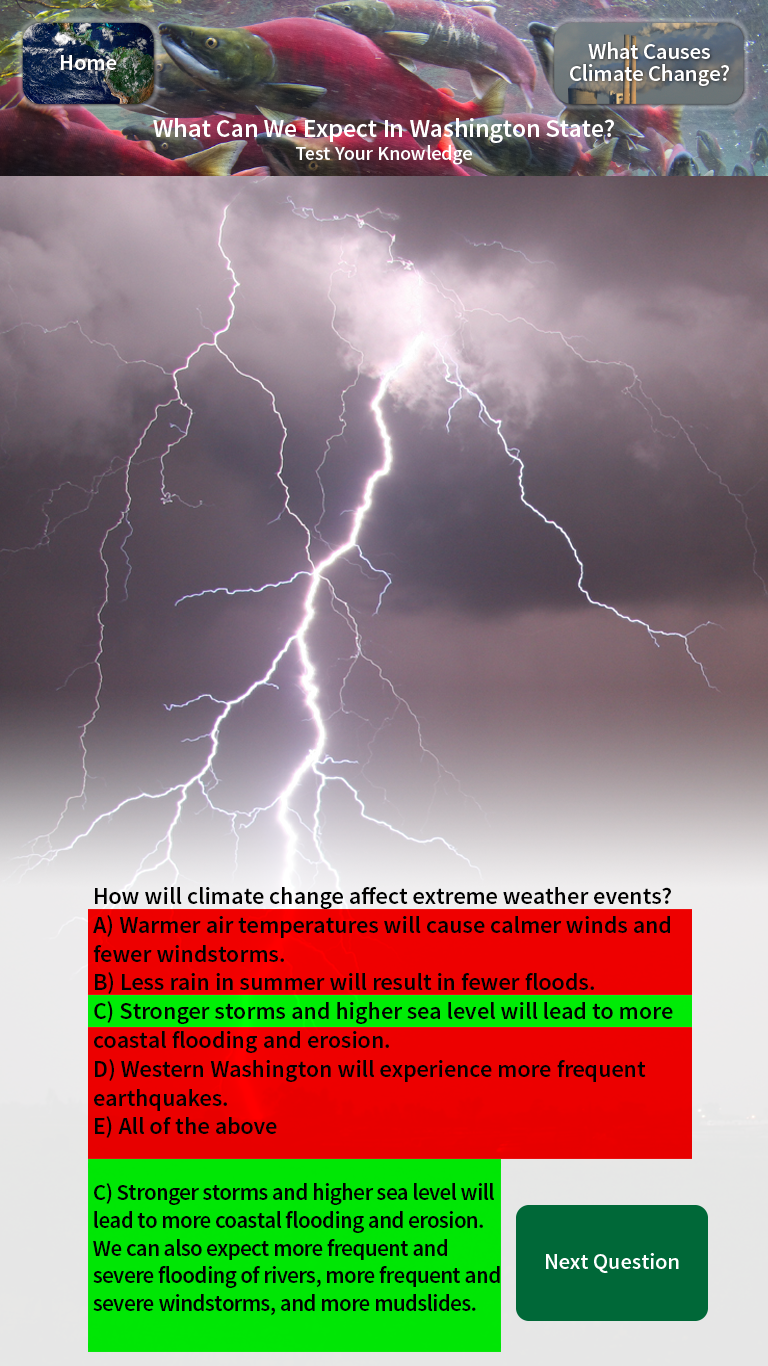 Home
What Causes
Climate Change?
What Can We Expect In Washington State?
Test Your Knowledge
How will climate change affect extreme weather events?
A) Warmer air temperatures will cause calmer winds and
fewer windstorms.
B) Less rain in summer will result in fewer floods.
C) Stronger storms and higher sea level will lead to more
coastal flooding and erosion.
D) Western Washington will experience more frequent
earthquakes.
E) All of the above
C) Stronger storms and higher sea level will
lead to more coastal flooding and erosion.
We can also expect more frequent and
severe flooding of rivers, more frequent and
severe windstorms, and more mudslides.
Next Question